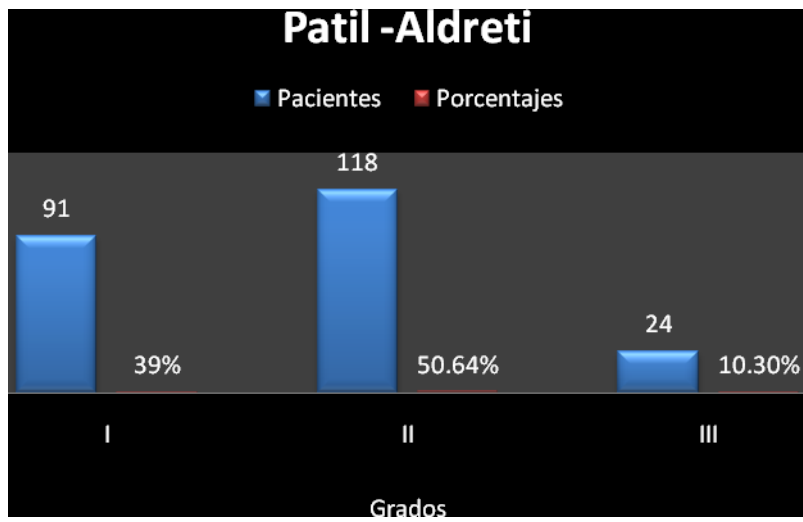 Patil -Aldreti
Pacientes Porcentajes
118
91
24
39% 50.64% 10.30%
I II III
Grados